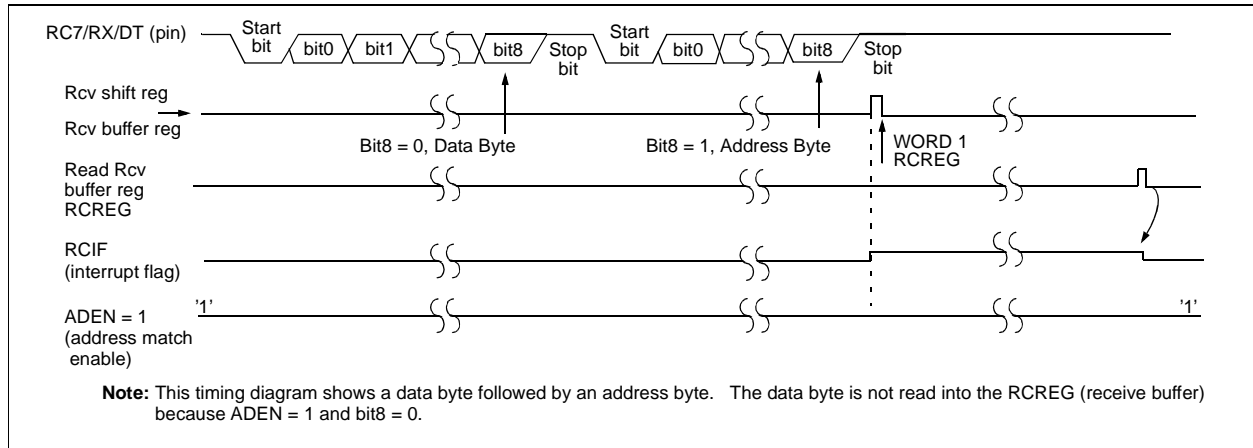 RC7/RX/DT (pin)
Start
bit
bit0
bit1
bit8
Stop
bit
Start
bit
bit0
bit8
Stop
bit
Rcv shift reg
Rcv buffer reg
Bit8 = 0, Data Byte
Bit8 = 1, Address Byte
WORD 1
RCREG
Read Rcv
buffer reg
RCREG
RCIF
(interrupt flag)
ADEN = 1
(address match
enable)
'1'
'1'
Note: This timing diagram shows a data byte followed by an address byte. The data byte is not read into the RCREG (receive buffer)
because ADEN = 1 and bit8 = 0.